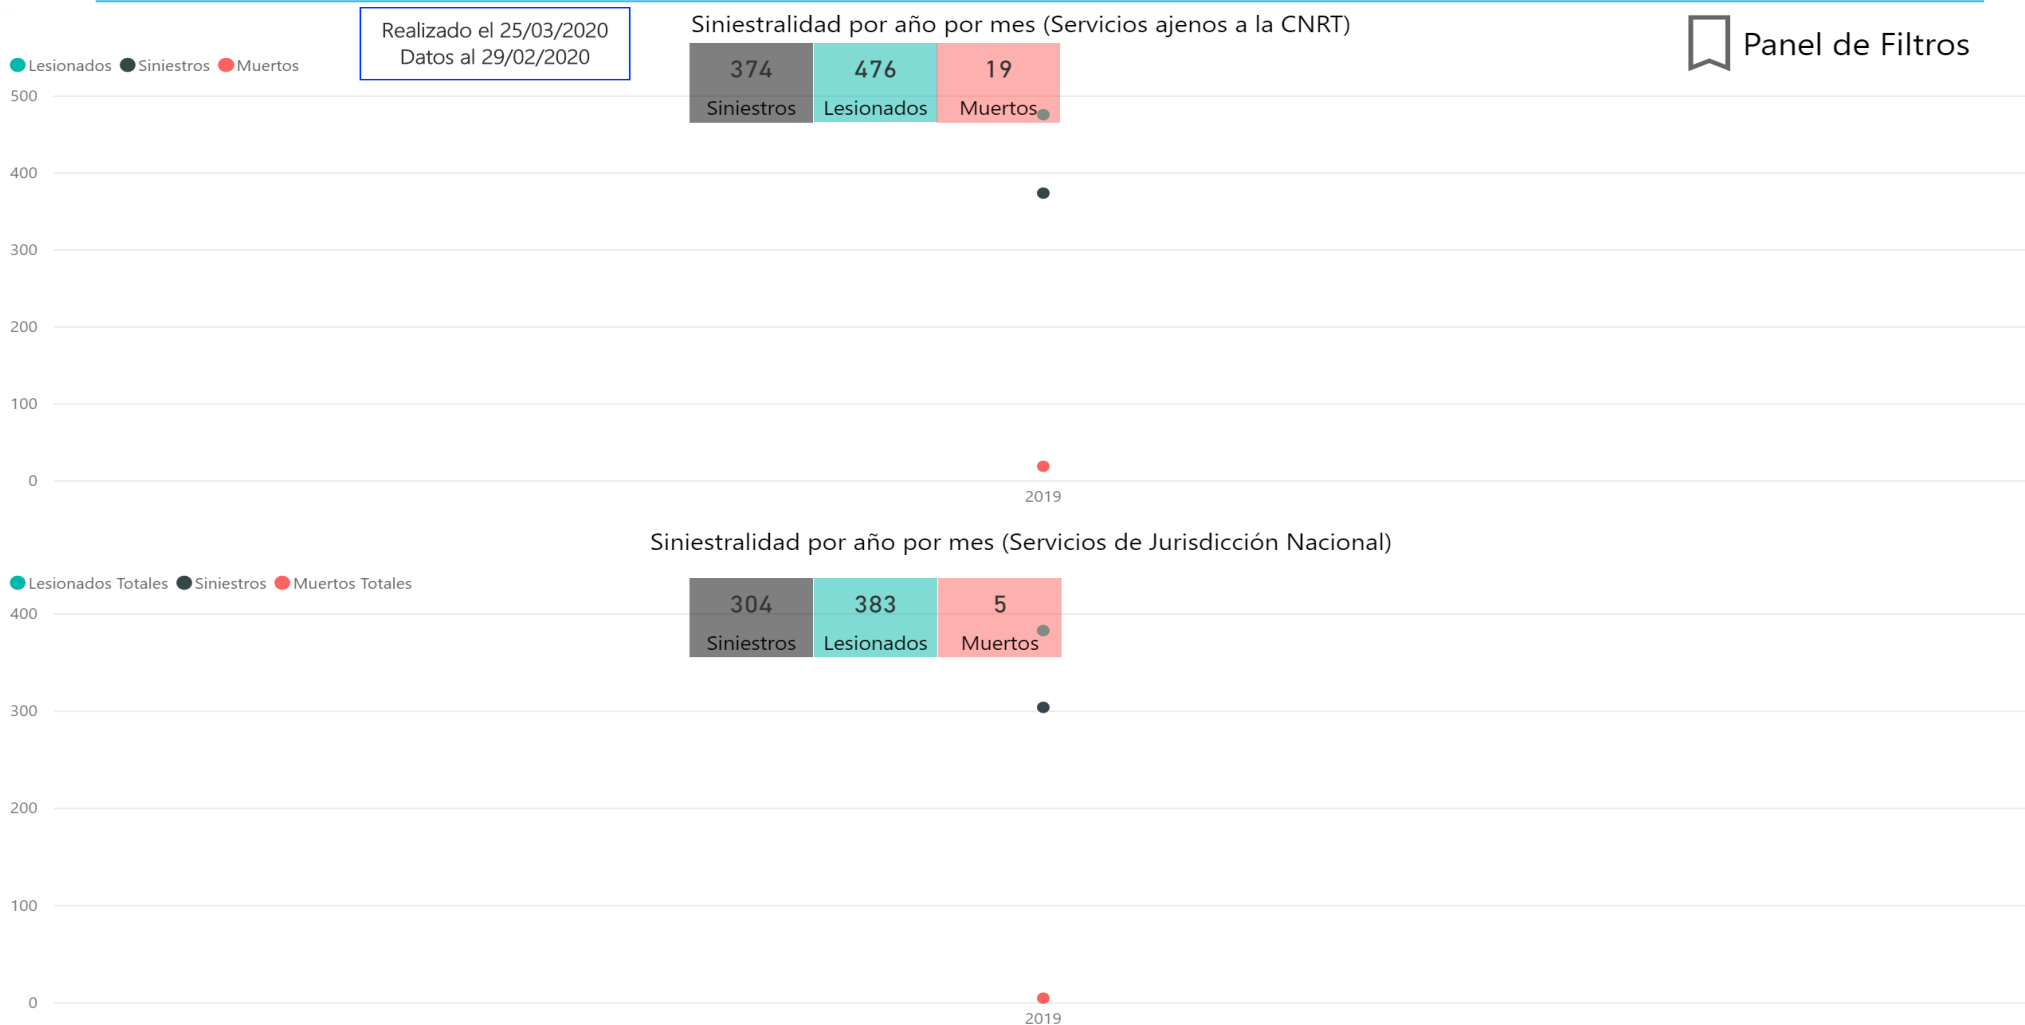 Realizado el 25/03/2020
Datos al 29/02/2020
Siniestralidad por año por mes (Servicios ajenos a la CNRT)
Panel de Filtros
Lesionados Siniestros Muertos
374 476 19
Siniestros Lesionados Muertos
500
400
300
200
100
0
2019
Siniestralidad por año por mes (Servicios de Jurisdicción Nacional)
Lesionados Totales Siniestros Muertos Totales
304 383 5
Siniestros Lesionados Muertos
400
300
200
100
0
2019